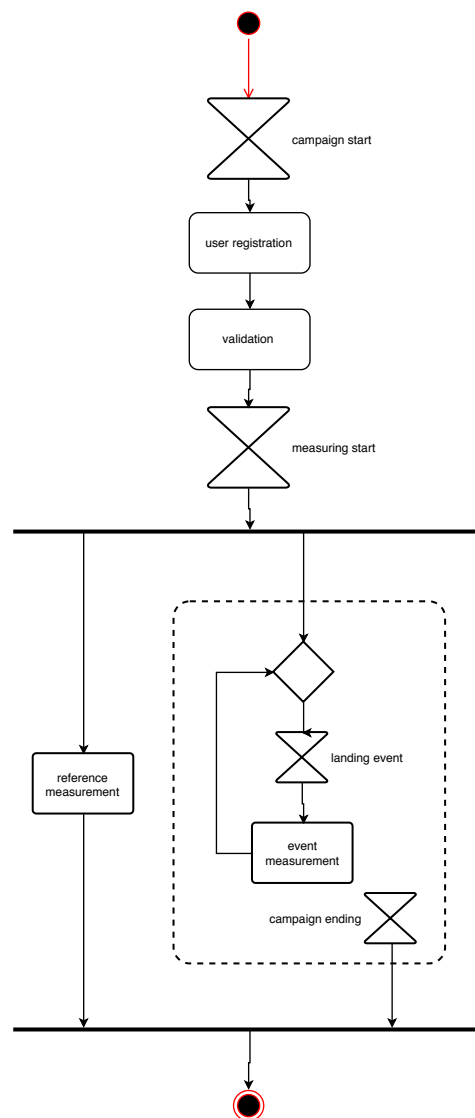 campaign start
user registration
validation
measuring start
landing event
reference
measurement
event
measurement
campaign ending